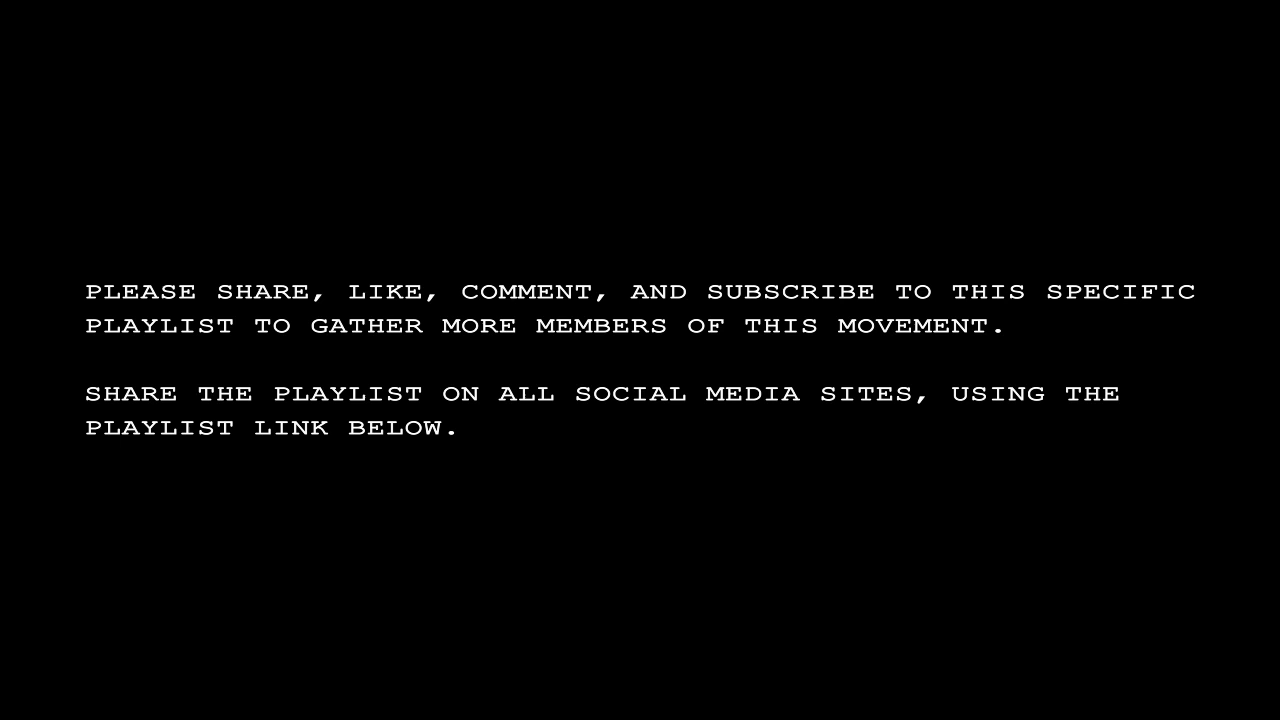 PLEASE SHARE, LIKE, COMMENT, AND SUBSCRIBE TO THIS SPECIFIC
PLAYLIST TO GATHER MORE MEMBERS OF THIS MOVEMENT.
SHARE THE PLAYLIST ON ALL SOCIAL MEDIA SITES, USING THE
PLAYLIST LINK BELOW.